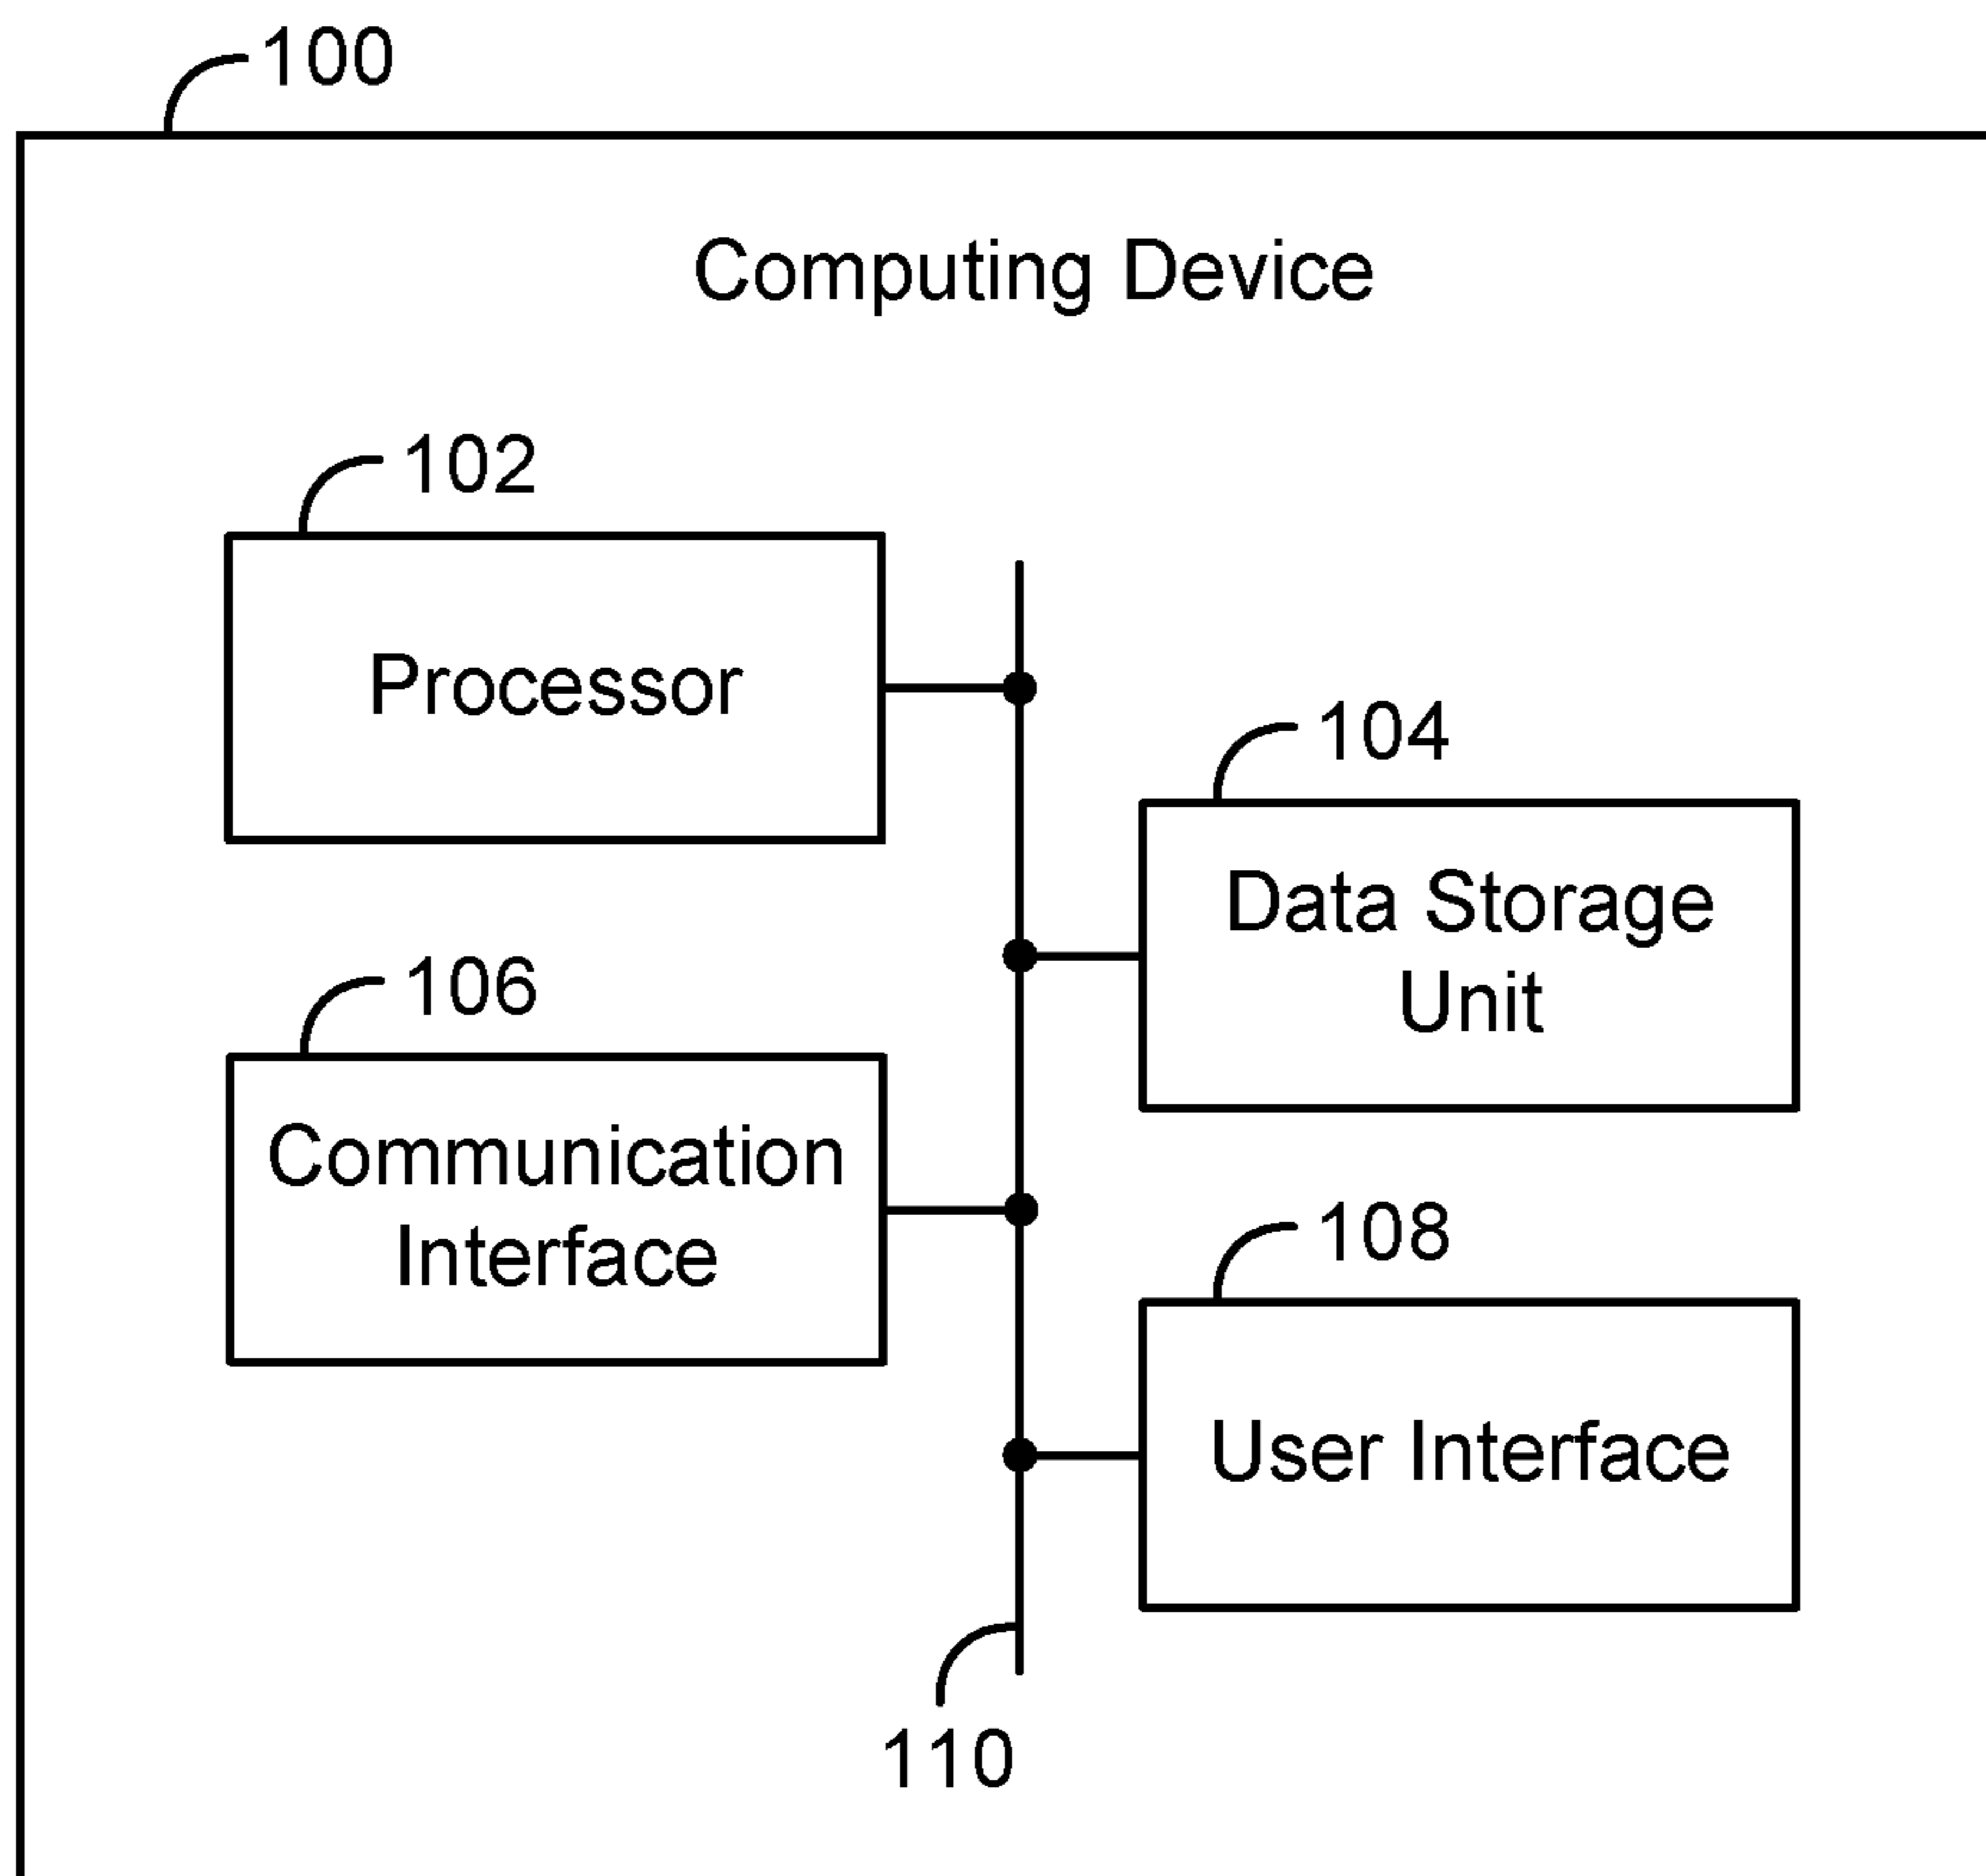 100
Computing Device
102
Processor
104
Data Storage
Unit
106
Communication
Interface
108
User Interface
110